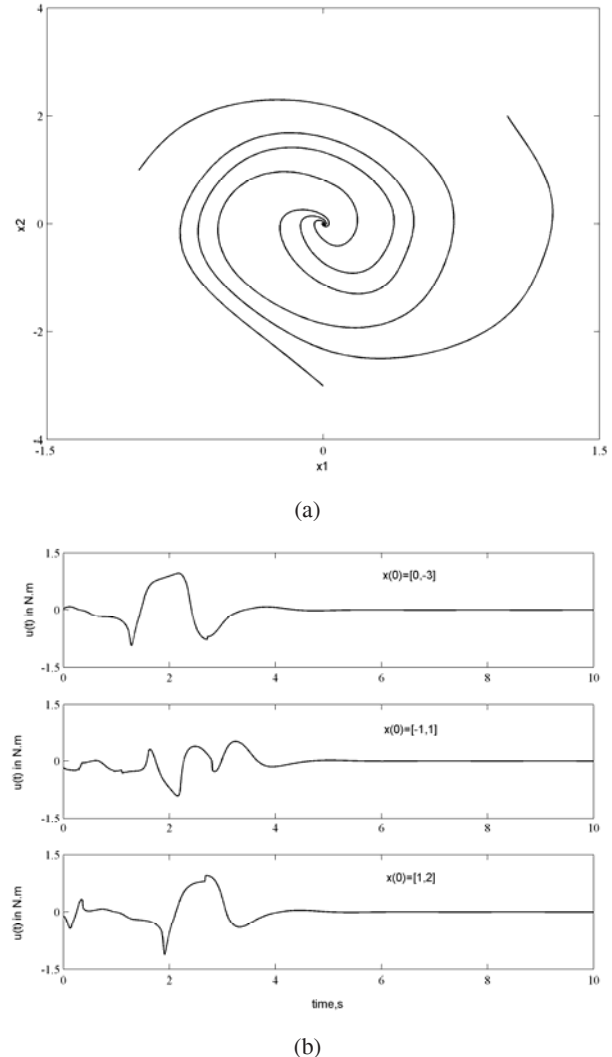 4
2
x2
0
-2
-4
-1.5 0 1.5
x1
(a)
1.5
u(t) in N.m
x(0)=[0,-3]
0
-1.5
0 2 4 6 8 10
1.5
u(t) in N.m
x(0)=[-1,1]
0
-1.5
0 2 4 6 8 10
1.5
u(t) in N.m
x(0)=[1,2]
0
-1.5
0 2 4 6 8 10
time,s
(b)